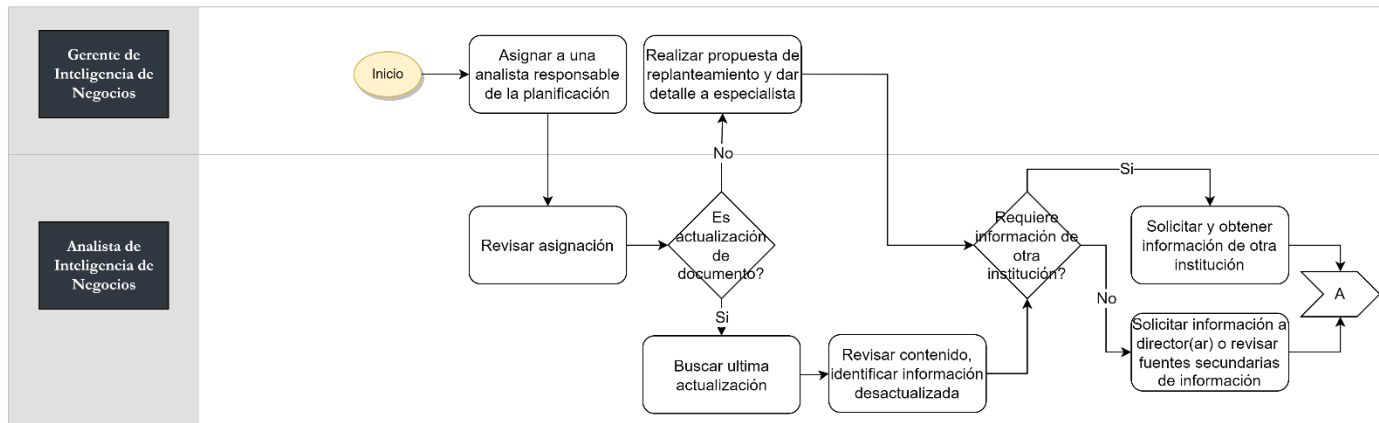 Gerente de
Inteligencia de
Negocios
Inicio
Asignar a una
analista responsable
de la planificación
Realizar propuesta de
replanteamiento y dar
detalle a especialista
No
Si
Analista de
Inteligencia de
Negocios
Revisar asignación
Es
actualización
de
documento?
Requiere
información de
otra
institución?
Solicitar y obtener
información de otra
institución
A
No
Si
Buscar ultima
actualización
Revisar contenido,
identificar información
desactualizada
Solicitar información a
director(ar) o revisar
fuentes secundarias
de información